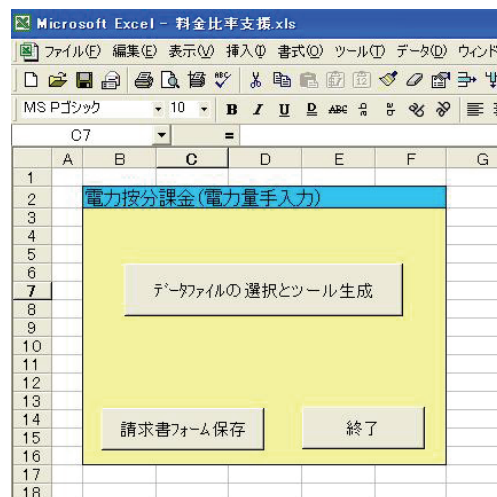 Microsoft Excel - 料金比率支援.xls
ファイル(F) 編集(E) 表示(V) 挿入(I) 書式(O) ツール(T) データ(D) ウィンド
MS Pゴシック 10 B I U D ABC
C7 =
A B C D E F G
1
2 電力按分課金(電力量手入力)
3
4
5
6
7 データファイルの選択とツール生成
8
9
10
11
12
13
14
15 請求書フォーム保存 終了
16
17
18